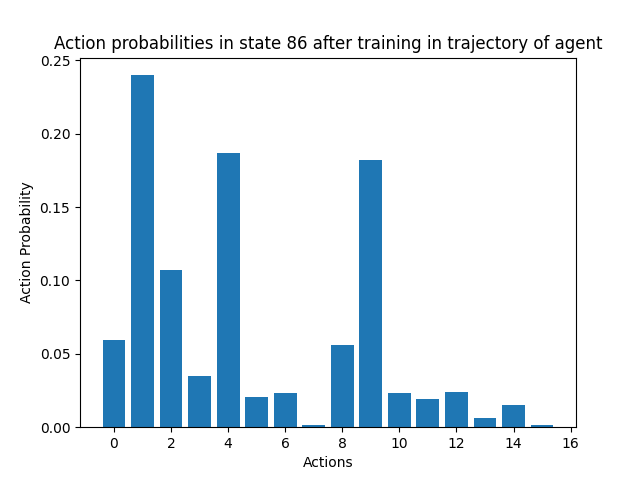 Action probabilities in state 86 after training in trajectory of agent
0.25
0.20
0.15
0.10
0.05
0.00
Action Probability
0 2 4 6 8 10 12 14 16
Actions